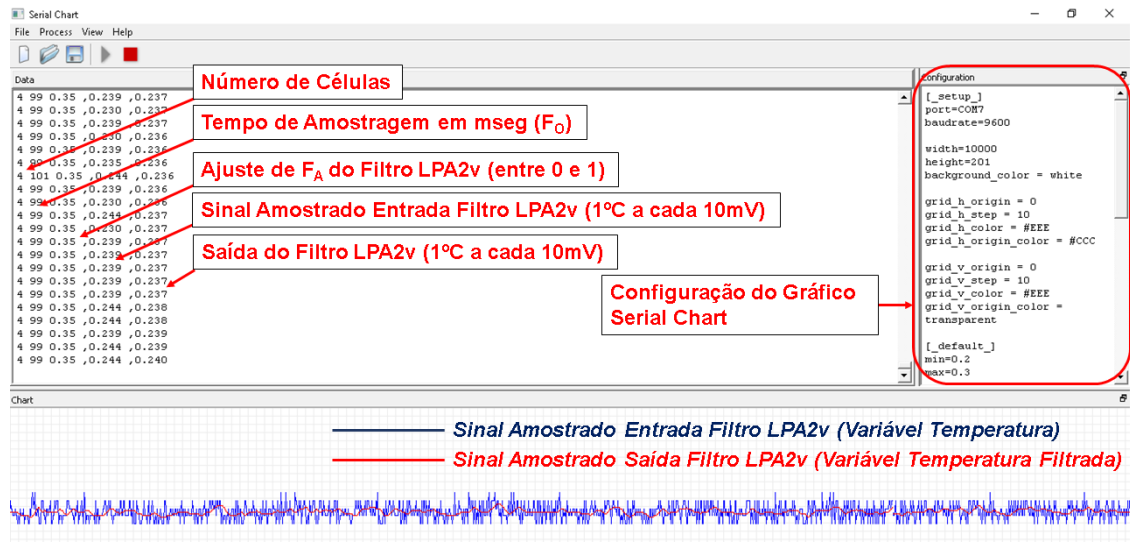 Serial Chart
File Process View Help
Data
4 99 0.35 ,0.239 ,0.237
4 99 0.35 ,0.230 ,0.237
4 99 0.35 ,0.239 ,0.237
4 99 0.35 ,0.230 ,0.236
4 99 0.35 ,0.239 ,0.236
4 99 0.35 ,0.235 ,0.236
4 101 0.35 ,0.244 ,0.236
4 99 0.35 ,0.239 ,0.236
4 99 0.35 ,0.230 ,0.236
4 99 0.35 ,0.244 ,0.237
4 99 0.35 ,0.230 ,0.237
4 99 0.35 ,0.239 ,0.237
4 99 0.35 ,0.239 ,0.237
4 99 0.35 ,0.239 ,0.237
4 99 0.35 ,0.239 ,0.237
4 99 0.35 ,0.239 ,0.237
4 99 0.35 ,0.244 ,0.238
4 99 0.35 ,0.244 ,0.238
4 99 0.35 ,0.239 ,0.239
4 99 0.35 ,0.244 ,0.239
4 99 0.35 ,0.244 ,0.240
Número de Células
Tempo de Amostragem em mseg (FO)
Ajuste de FA do Filtro LPA2v (entre 0 e 1)
Sinal Amostrado Entrada Filtro LPA2v (1ºC a cada 10mV)
Saída do Filtro LPA2v (1ºC a cada 10mV)
Configuração do Gráfico
Serial Chart
Configuration
[_setup_]
port=COM7
baudrate=9600
width=10000
height=201
background_color = white
grid_h_origin = 0
grid_h_step = 10
grid_h_color = #EEE
grid_h_origin_color = #CCC
grid_v_origin = 0
grid_v_step = 10
grid_v_color = #EEE
grid_v_origin_color =
transparent
[_default_]
min=0.2
max=0.3
Chart
Sinal Amostrado Entrada Filtro LPA2v (Variável Temperatura)
Sinal Amostrado Saída Filtro LPA2v (Variável Temperatura Filtrada)